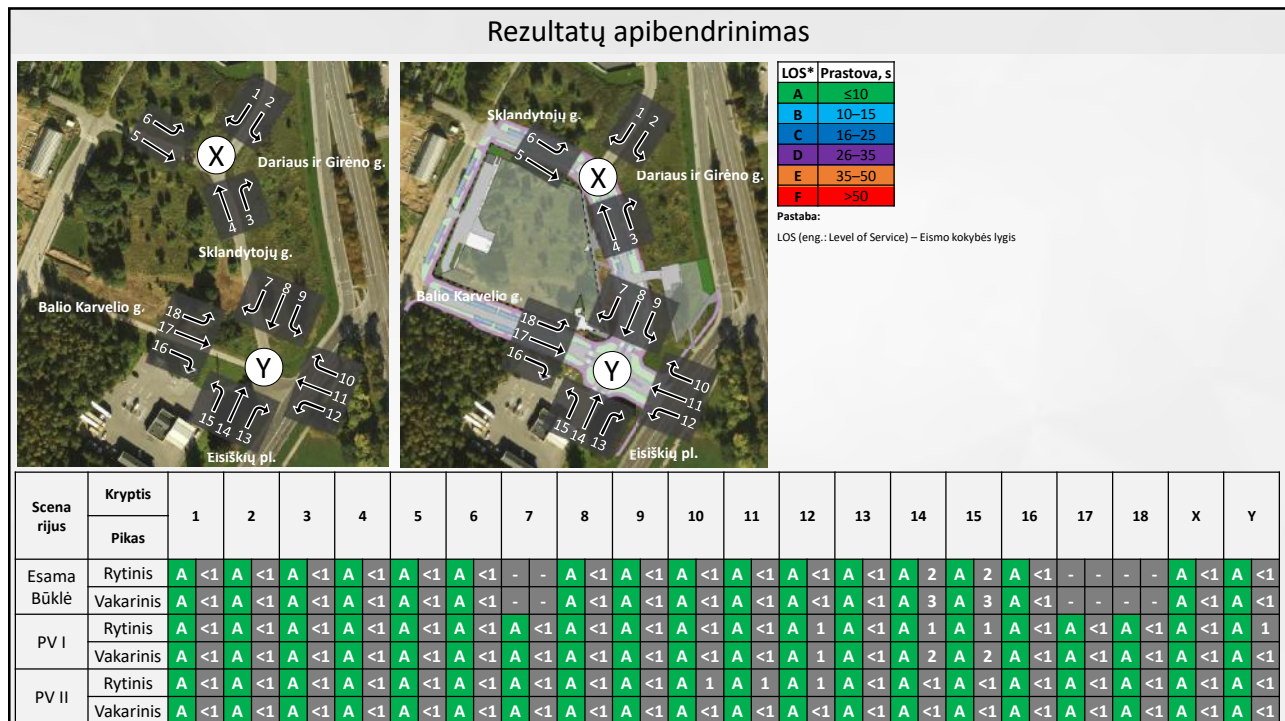 Rezultatų apibendrinimas
1 2
6
5
X
Dariaus ir Girėno g.
4 3
Sklandytojų g.
7 8 9
Balio Karvelio g.
18
17
16
Y
10
11
12
15 14 13
Eisiškių pl.
Sklandytojų g.
1 2
6
5
X
Dariaus ir Girėno g.
4 3
7 8 9
Balio Karvelio g.
18
17
16
Y
10
11
12
15 14 13
Eisiškių pl.
LOS* Prastova, s
A ≤10
B 10–15
C 16–25
D 26–35
E 35–50
F >50
Pastaba:
LOS (eng.: Level of Service) – Eismo kokybės lygis
Scena
rijus
Kryptis
Pikas
1 2 3 4 5 6 7 8 9 10 11 12 13 14 15 16 17 18 X Y
Esama
Būklė
Rytinis A <1 A <1 A <1 A <1 A <1 A <1 - - A <1 A <1 A <1 A <1 A <1 A <1 A 2 A 2 A <1 - - - - A <1 A <1
Vakarinis A <1 A <1 A <1 A <1 A <1 A <1 - - A <1 A <1 A <1 A <1 A <1 A <1 A 3 A 3 A <1 - - - - A <1 A <1
PV I
Rytinis A <1 A <1 A <1 A <1 A <1 A <1 A <1 A <1 A <1 A <1 A <1 A 1 A <1 A 1 A 1 A <1 A <1 A <1 A <1 A 1
Vakarinis A <1 A <1 A <1 A <1 A <1 A <1 A <1 A <1 A <1 A <1 A <1 A 1 A <1 A 2 A 2 A <1 A <1 A <1 A <1 A <1
PV II
Rytinis A <1 A <1 A <1 A <1 A <1 A <1 A <1 A <1 A <1 A 1 A 1 A 1 A <1 A <1 A <1 A <1 A <1 A <1 A <1 A <1
Vakarinis A <1 A <1 A <1 A <1 A <1 A <1 A <1 A <1 A <1 A <1 A <1 A <1 A <1 A <1 A <1 A <1 A <1 A <1 A <1 A <1